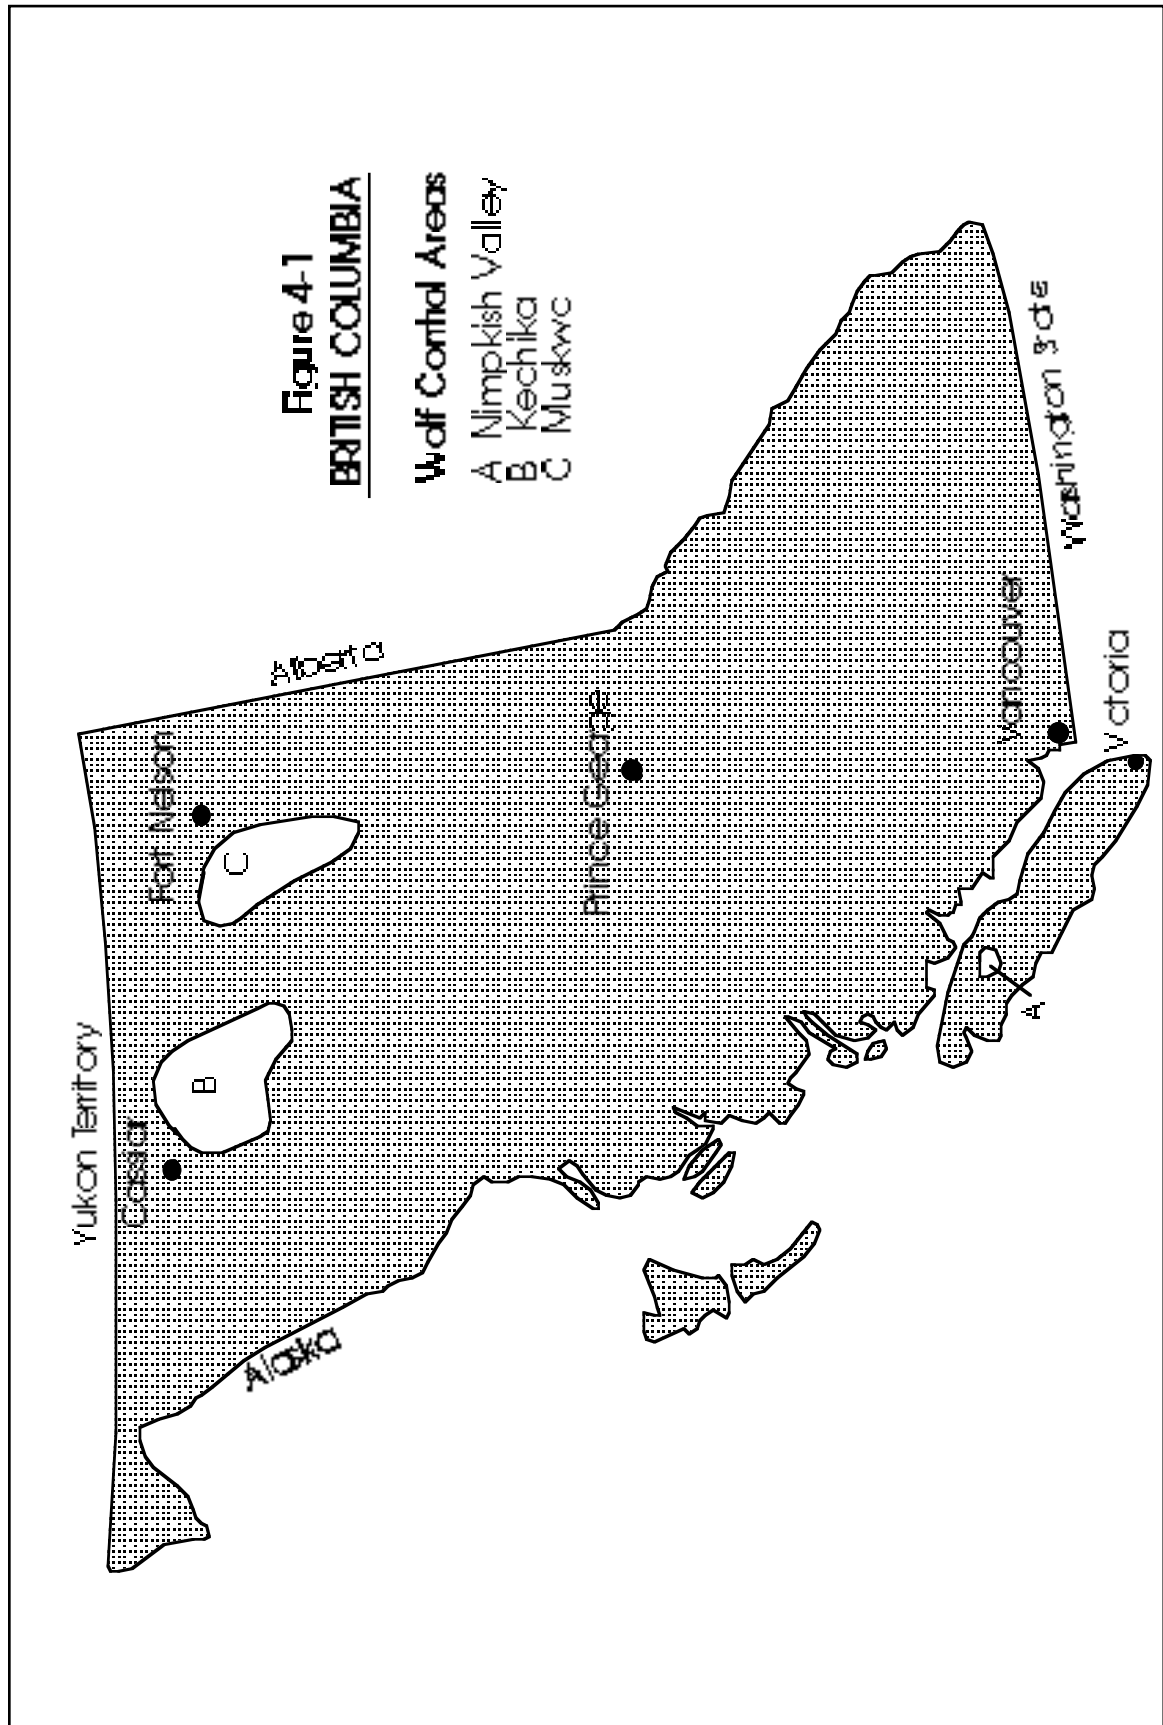 Figure 4-1
BRITISH COLUMBIA
Wolf Control Areas
A Nimpkish Valley
B Kechika
C Muskwc
Yukon Territory
Cassiar
Fort Nelson
Alberta
Alaska
B
C
Prince George
Vancouver
Washington State
Victoria
A